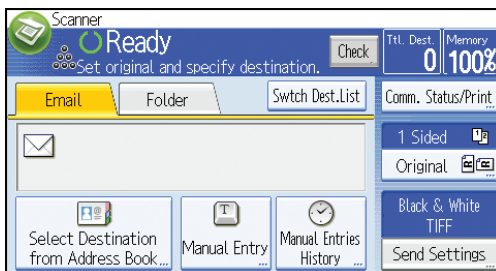 Scanner
Ready
Set original and specify destination.
Check
Ttl. Dest.
0
Memory
100%
Email
Folder
Swtch Dest.List
Comm. Status/Print
1 Sided
Original
Select Destination
from Address Book
Manual Entry
Manual Entries
History
Black & White
TIFF
Send Settings